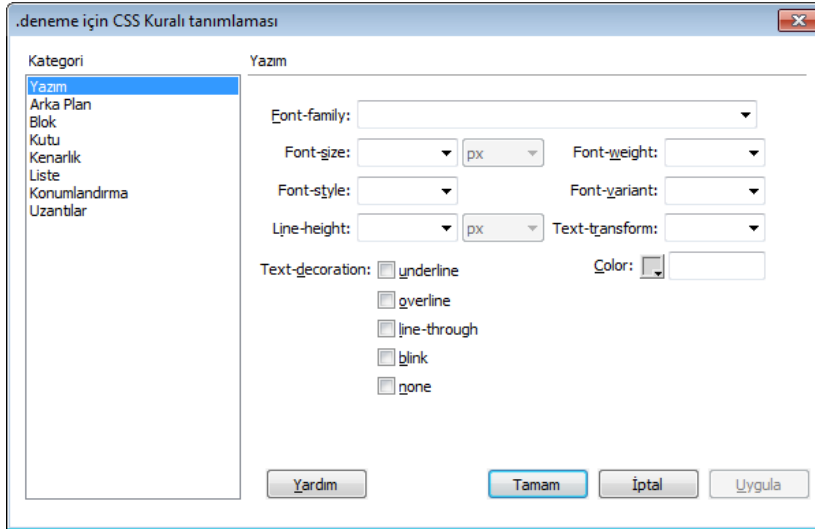 .deneme için CSS Kuralı tanımlaması
Kategori
Yazım
Arka Plan
Blok
Kutu
Kenarlık
Liste
Konumlandırma
Uzantılar
Yazım
Font-family:
Font-size: px Font-weight:
Font-style: Font-variant:
Line-height: px Text-transform:
Text-decoration: underline Color:
overline
line-through
blink
none
Yardım Tamam İptal Uygula